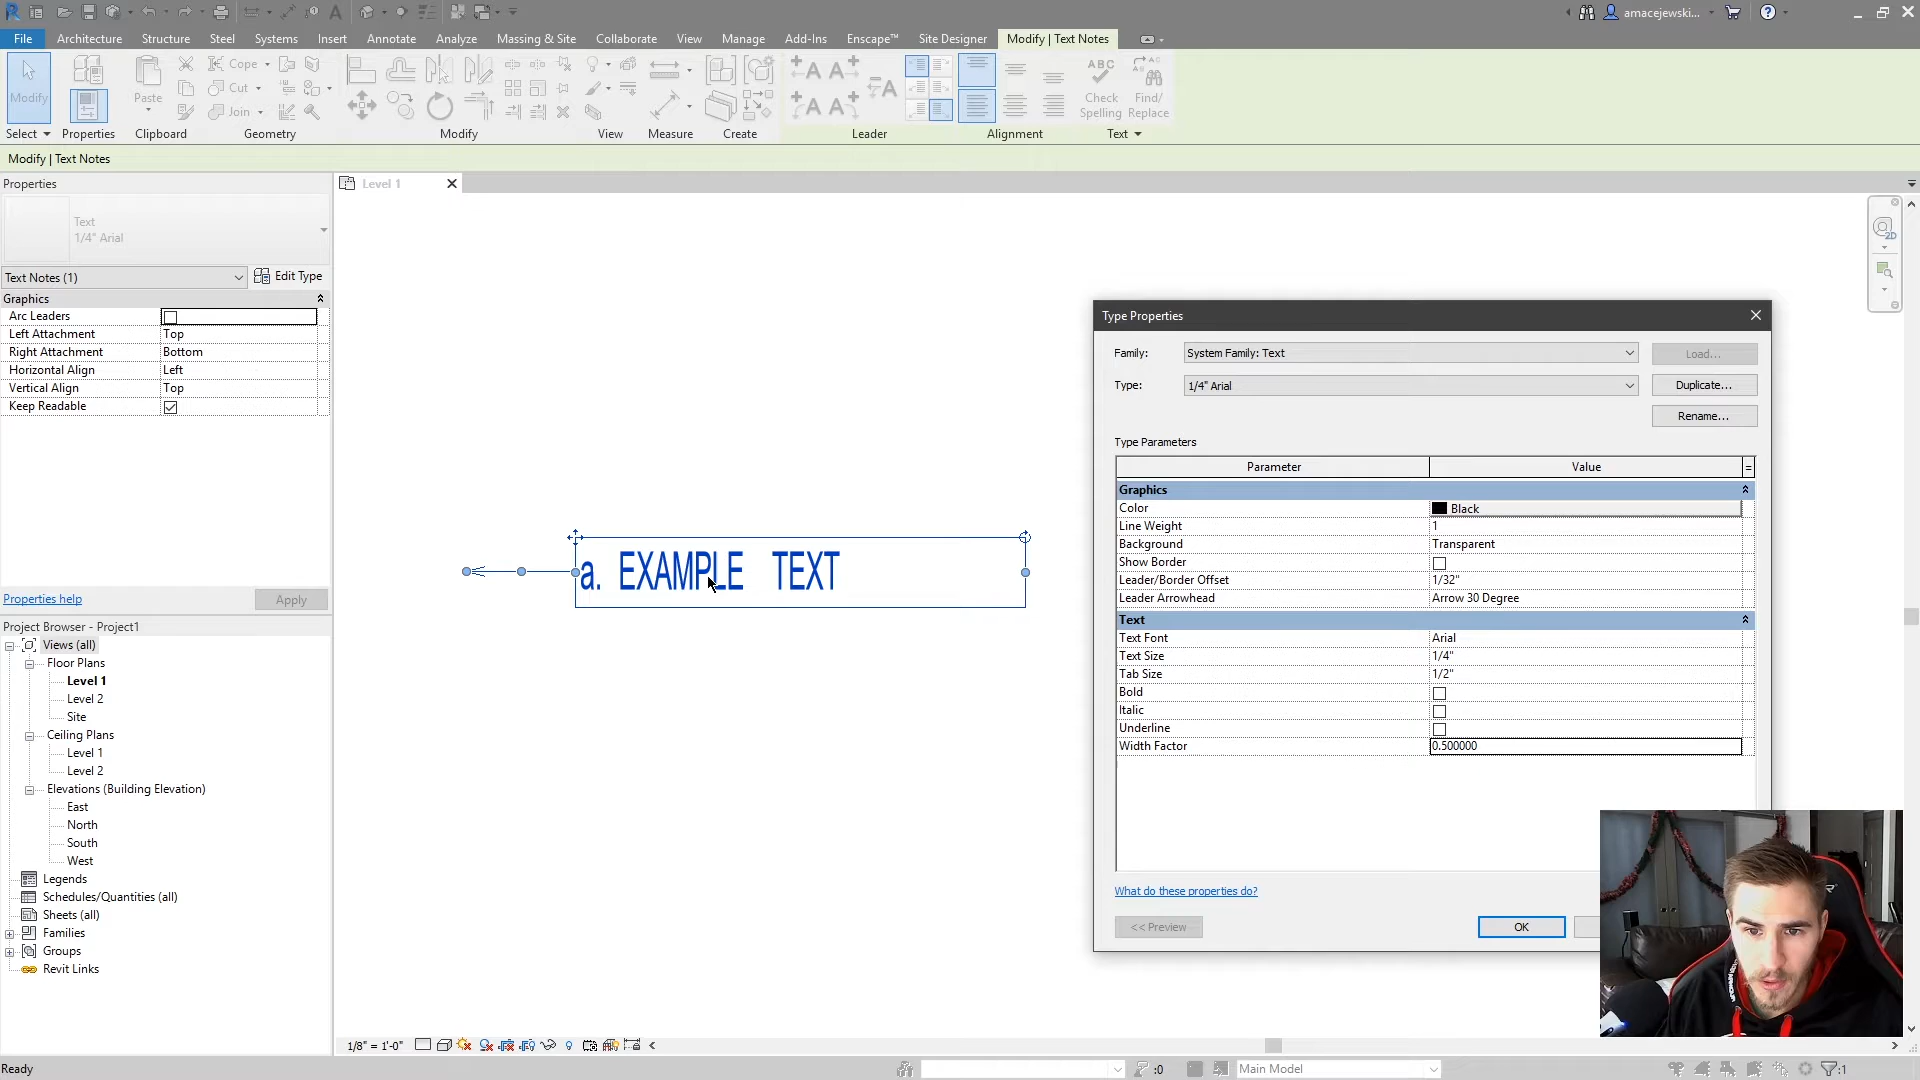 amacejewski...
File Architecture Structure Steel Systems Insert Annotate Analyze Massing & Site Collaborate View Manage Add-Ins Enscape™ Site Designer Modify | Text Notes
Modify
Paste
Cope
Cut
Join
ABC
Check Spelling
Find/ Replace
Select Properties Clipboard Geometry Modify View Measure Create Leader Alignment Text
Modify | Text Notes
Properties
Text
1/4" Arial
Text Notes (1)
Edit Type
Graphics
Arc Leaders
Left Attachment Top
Right Attachment Bottom
Horizontal Align Left
Vertical Align Top
Keep Readable
Properties help
Apply
Project Browser - Project1
Views (all)
Floor Plans
Level 1
Level 2
Site
Ceiling Plans
Level 1
Level 2
Elevations (Building Elevation)
East
North
South
West
Legends
Schedules/Quantities (all)
Sheets (all)
Families
Groups
Revit Links
Level 1
2D
a. EXAMPLE TEXT
Type Properties
Family: System Family: Text Load...
Type: 1/4" Arial Duplicate...
Rename...
Type Parameters
Parameter Value =
Graphics
Color Black
Line Weight 1
Background Transparent
Show Border
Leader/Border Offset 1/32"
Leader Arrowhead Arrow 30 Degree
Text
Text Font Arial
Text Size 1/4"
Tab Size 1/2"
Bold
Italic
Underline
Width Factor 0.500000
What do these properties do?
<< Preview OK
1/8" = 1'-0"
Ready
:0
Main Model
:1